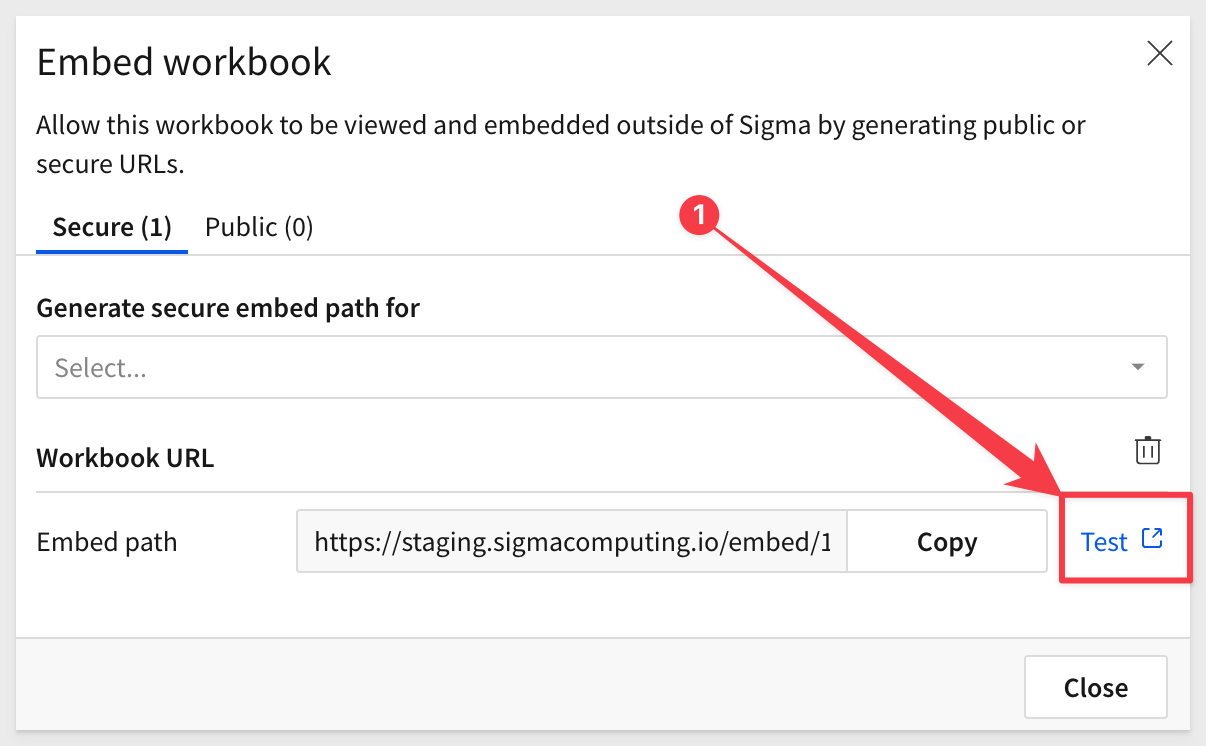 Embed workbook
Allow this workbook to be viewed and embedded outside of Sigma by generating public or
secure URLs.
Secure (1)
Public (0)
1
Generate secure embed path for
Select...
Workbook URL
Embed path
https://staging.sigmacomputing.io/embed/1
Copy
Test
Close